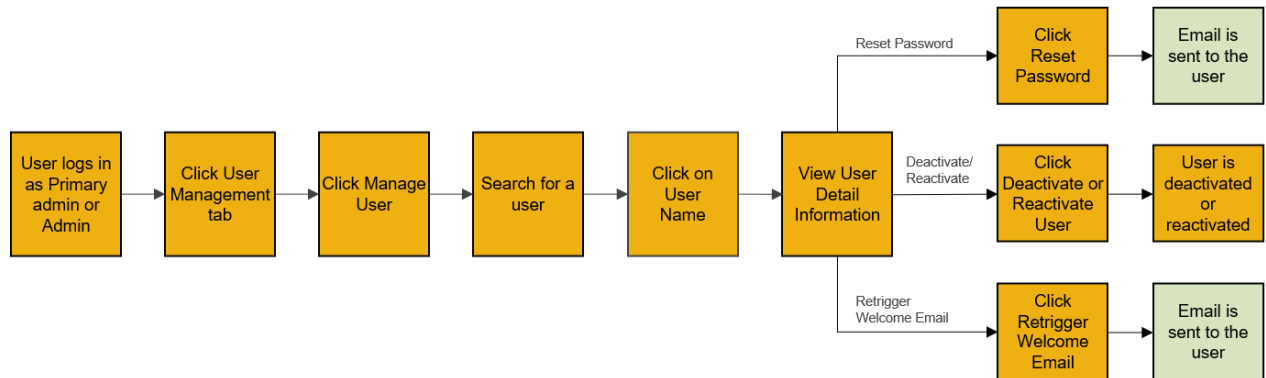 User logs in
as Primary
admin or
Admin
Click User
Management
tab
Click Manage
User
Search for a
user
Click on
User
Name
View User
Detail
Information
Reset Password
Click
Reset
Password
Email is
sent to the
user
Deactivate/
Reactivate
Click
Deactivate or
Reactivate
User
User is
deactivated
or
reactivated
Retrigger
Welcome Email
Click
Retrigger
Welcome
Email
Email is
sent to the
user